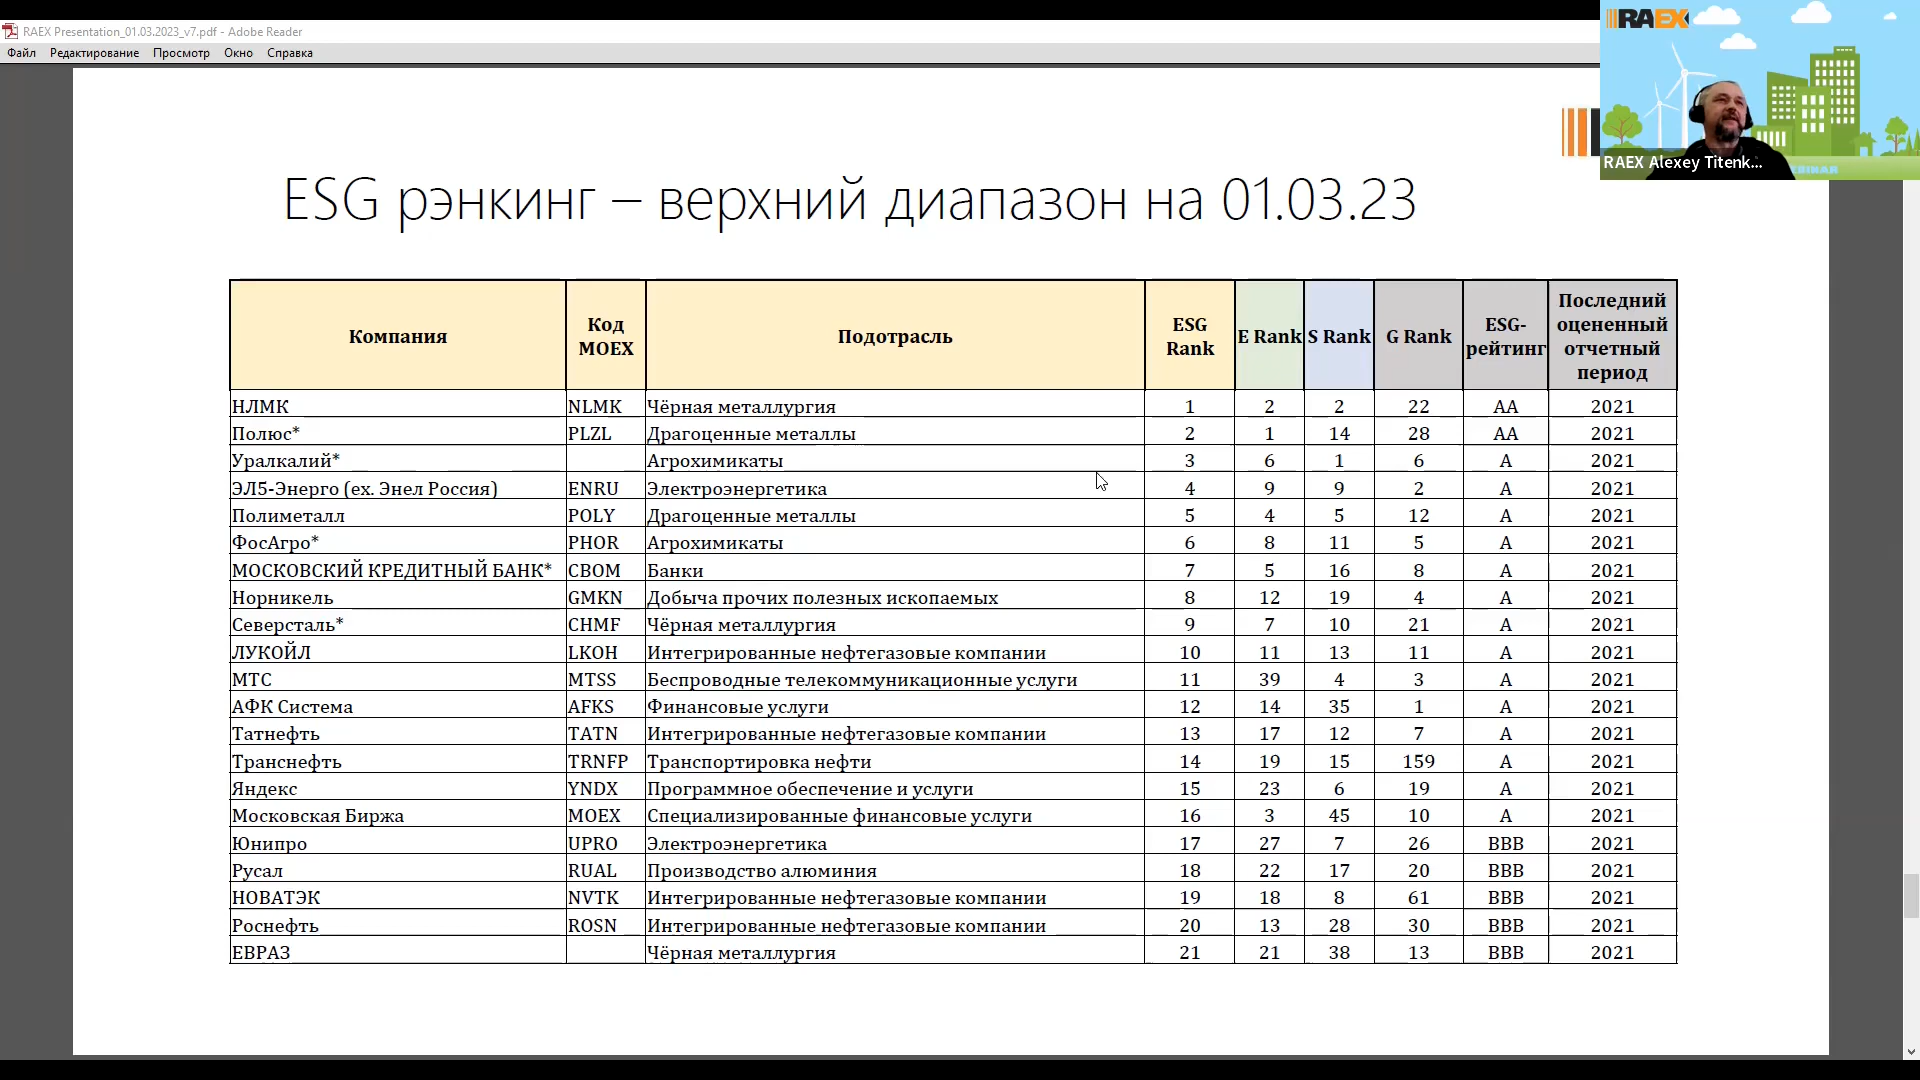 RAEX Presentation_01.03.2023_v7.pdf - Adobe Reader
Файл Редактирование Просмотр Окно Справка
RAEX
RAEX Alexey Titenk...
ESG рэнкинг – верхний диапазон на 01.03.23
Компания Код MOEX Подотрасль ESG Rank E Rank S Rank G Rank ESG-рейтинг Последний оцененный отчетный период
НЛМК NLMK Чёрная металлургия 1 2 2 22 AA 2021
Полюс* PLZL Драгоценные металлы 2 1 14 28 AA 2021
Уралкалий* Агрохимикаты 3 6 1 6 A 2021
ЭЛ5-Энерго (ex. Энел Россия) ENRU Электроэнергетика 4 9 9 2 A 2021
Полиметалл POLY Драгоценные металлы 5 4 5 12 A 2021
ФосАгро* PHOR Агрохимикаты 6 8 11 5 A 2021
МОСКОВСКИЙ КРЕДИТНЫЙ БАНК* CBOM Банки 7 5 16 8 A 2021
Норникель GMKN Добыча прочих полезных ископаемых 8 12 19 4 A 2021
Северсталь* CHMF Чёрная металлургия 9 7 10 21 A 2021
ЛУКОЙЛ LKOH Интегрированные нефтегазовые компании 10 11 13 11 A 2021
МТС MTSS Беспроводные телекоммуникационные услуги 11 39 4 3 A 2021
АФК Система AFKS Финансовые услуги 12 14 35 1 A 2021
Татнефть TATN Интегрированные нефтегазовые компании 13 17 12 7 A 2021
Транснефть TRNFP Транспортировка нефти 14 19 15 159 A 2021
Яндекс YNDX Программное обеспечение и услуги 15 23 6 19 A 2021
Московская Биржа MOEX Специализированные финансовые услуги 16 3 45 10 A 2021
Юнипро UPRO Электроэнергетика 17 27 7 26 BBB 2021
Русал RUAL Производство алюминия 18 22 17 20 BBB 2021
НОВАТЭК NVTK Интегрированные нефтегазовые компании 19 18 8 61 BBB 2021
Роснефть ROSN Интегрированные нефтегазовые компании 20 13 28 30 BBB 2021
ЕВРАЗ Чёрная металлургия 21 21 38 13 BBB 2021